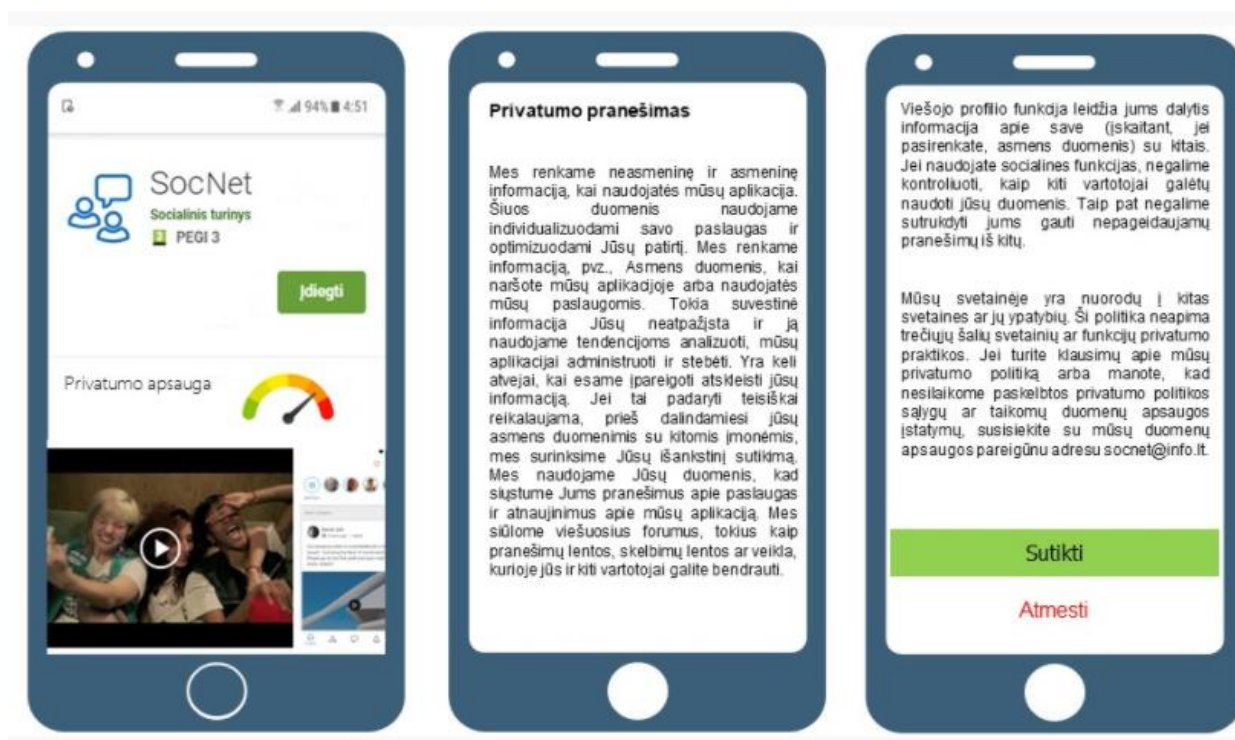 94% 4:51
SocNet
Socialinis turinys
3 PEGI 3
Įdiegti
Privatumo apsauga
Privatumo pranešimas
Mes renkame neasmeninę ir asmeninę
informaciją, kai naudojatės mūsų aplikacija.
Šiuos duomenis naudojame
individualizuodami savo paslaugas ir
optimizuodami Jūsų patirtį. Mes renkame
informaciją, pvz., Asmens duomenis, kai
naršote mūsų aplikacijoje arba naudojatės
mūsų paslaugomis. Tokia suvestinė
informacija Jūsų neatpažįsta ir ją
naudojame tendencijoms analizuoti, mūsų
aplikacijai administruoti ir stebėti. Yra keli
atvejai, kai esame įpareigoti atskleisti jūsų
informaciją. Jei tai padaryti teisiškai
reikalaujama, prieš dalindamiesi jūsų
asmens duomenimis su kitomis įmonėmis,
mes surinksime Jūsų išankstinį sutikimą.
Mes naudojame Jūsų duomenis, kad
siųstume Jums pranešimus apie paslaugas
ir atnaujinimus apie mūsų aplikaciją. Mes
siūlome viešuosius forumus, tokius kaip
pranešimų lentos, skelbimų lentos ar veikla,
kurioje jūs ir kiti vartotojai galite bendrauti.
Viešojo profilio funkcija leidžia jums dalytis
informacija apie save (įskaitant, jei
pasirenkate, asmens duomenis) su kitais.
Jei naudojate socialines funkcijas, negalime
kontroliuoti, kaip kiti vartotojai galėtų
naudoti jūsų duomenis. Taip pat negalime
sutrukdyti jums gauti nepageidaujamų
pranešimų iš kitų.
Mūsų svetainėje yra nuorodų į kitas
svetaines ar jų ypatybių. Ši politika neapima
trečiųjų šalių svetainių ar funkcijų privatumo
praktikos. Jei turite klausimų apie mūsų
privatumo politiką arba manote, kad
nesilaikome paskelbtos privatumo politikos
sąlygų ar taikomų duomenų apsaugos
įstatymų, susisiekite su mūsų duomenų
apsaugos pareigūnu adresu socnet@info.lt.
Sutikti
Atmesti